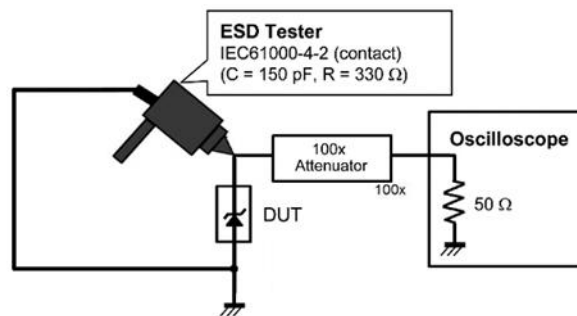 ESD Tester
IEC61000-4-2 (contact)
(C = 150 pF, R = 330 Ω)
100x
Attenuator
100x
Oscilloscope
50 Ω
DUT